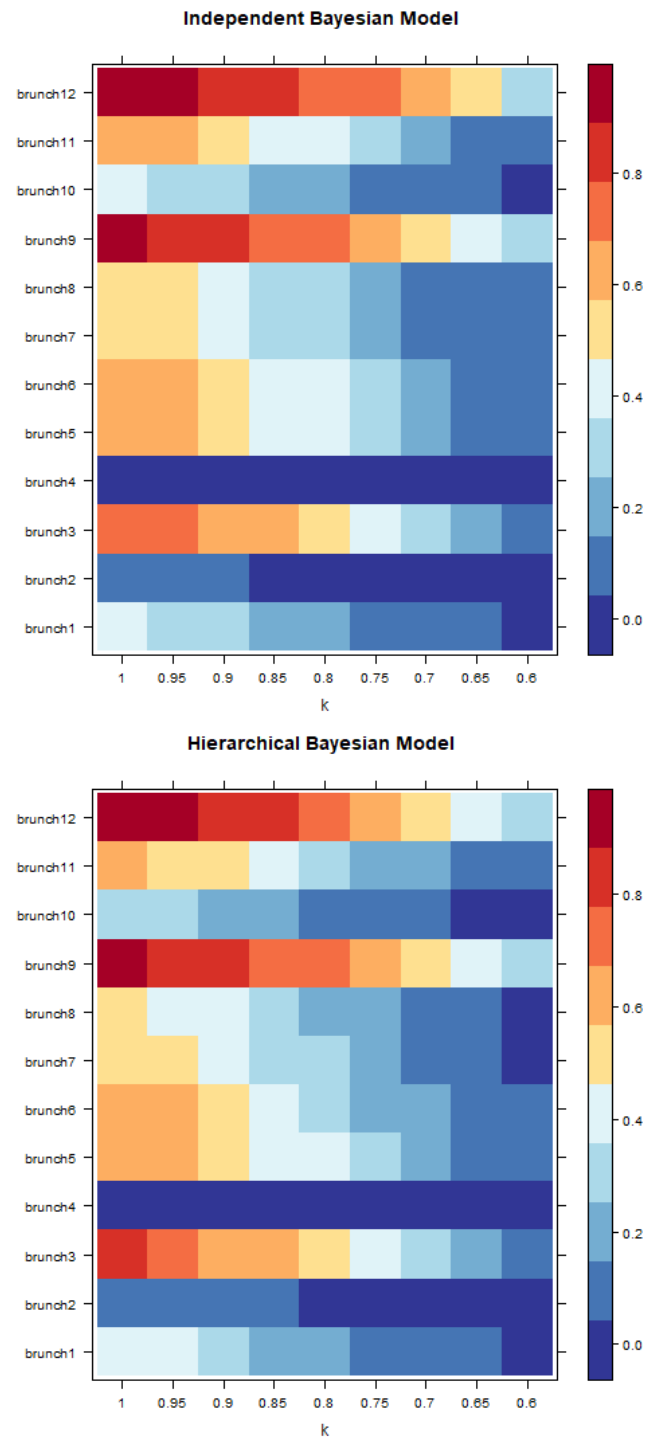 Independent Bayesian Model
brunch12
brunch11
brunch10
brunch9
brunch8
brunch7
brunch6
brunch5
brunch4
brunch3
brunch2
brunch1
1 0.95 0.9 0.85 0.8 0.75 0.7 0.65 0.6
k
0.8
0.6
0.4
0.2
0.0
Hierarchical Bayesian Model
brunch12
brunch11
brunch10
brunch9
brunch8
brunch7
brunch6
brunch5
brunch4
brunch3
brunch2
brunch1
1 0.95 0.9 0.85 0.8 0.75 0.7 0.65 0.6
k
0.8
0.6
0.4
0.2
0.0